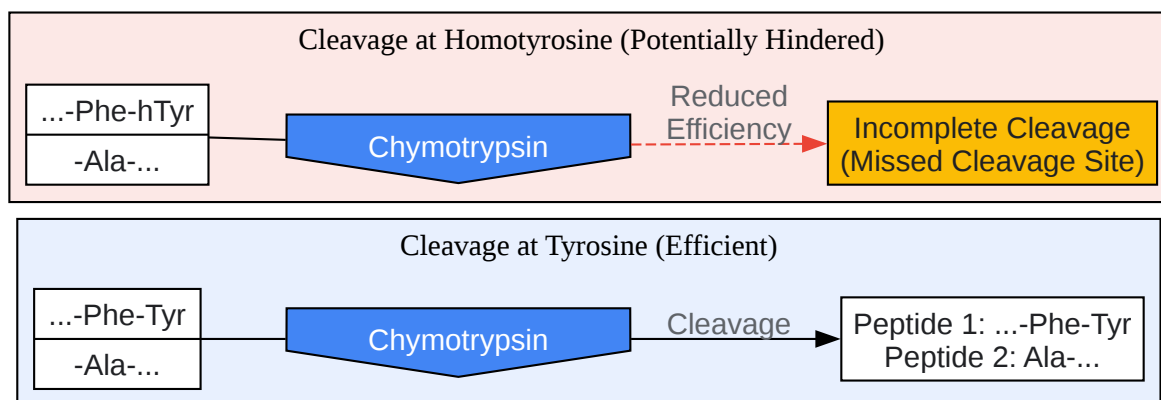 Cleavage at Homotyrosine (Potentially Hindered)
...-Phe-hTyr
-Ala-...
Chymotrypsin
Reduced
Efficiency
Incomplete Cleavage
(Missed Cleavage Site)
Cleavage at Tyrosine (Efficient)
...-Phe-Tyr
-Ala-...
Chymotrypsin
Cleavage
Peptide 1: ...-Phe-Tyr
Peptide 2: Ala-...